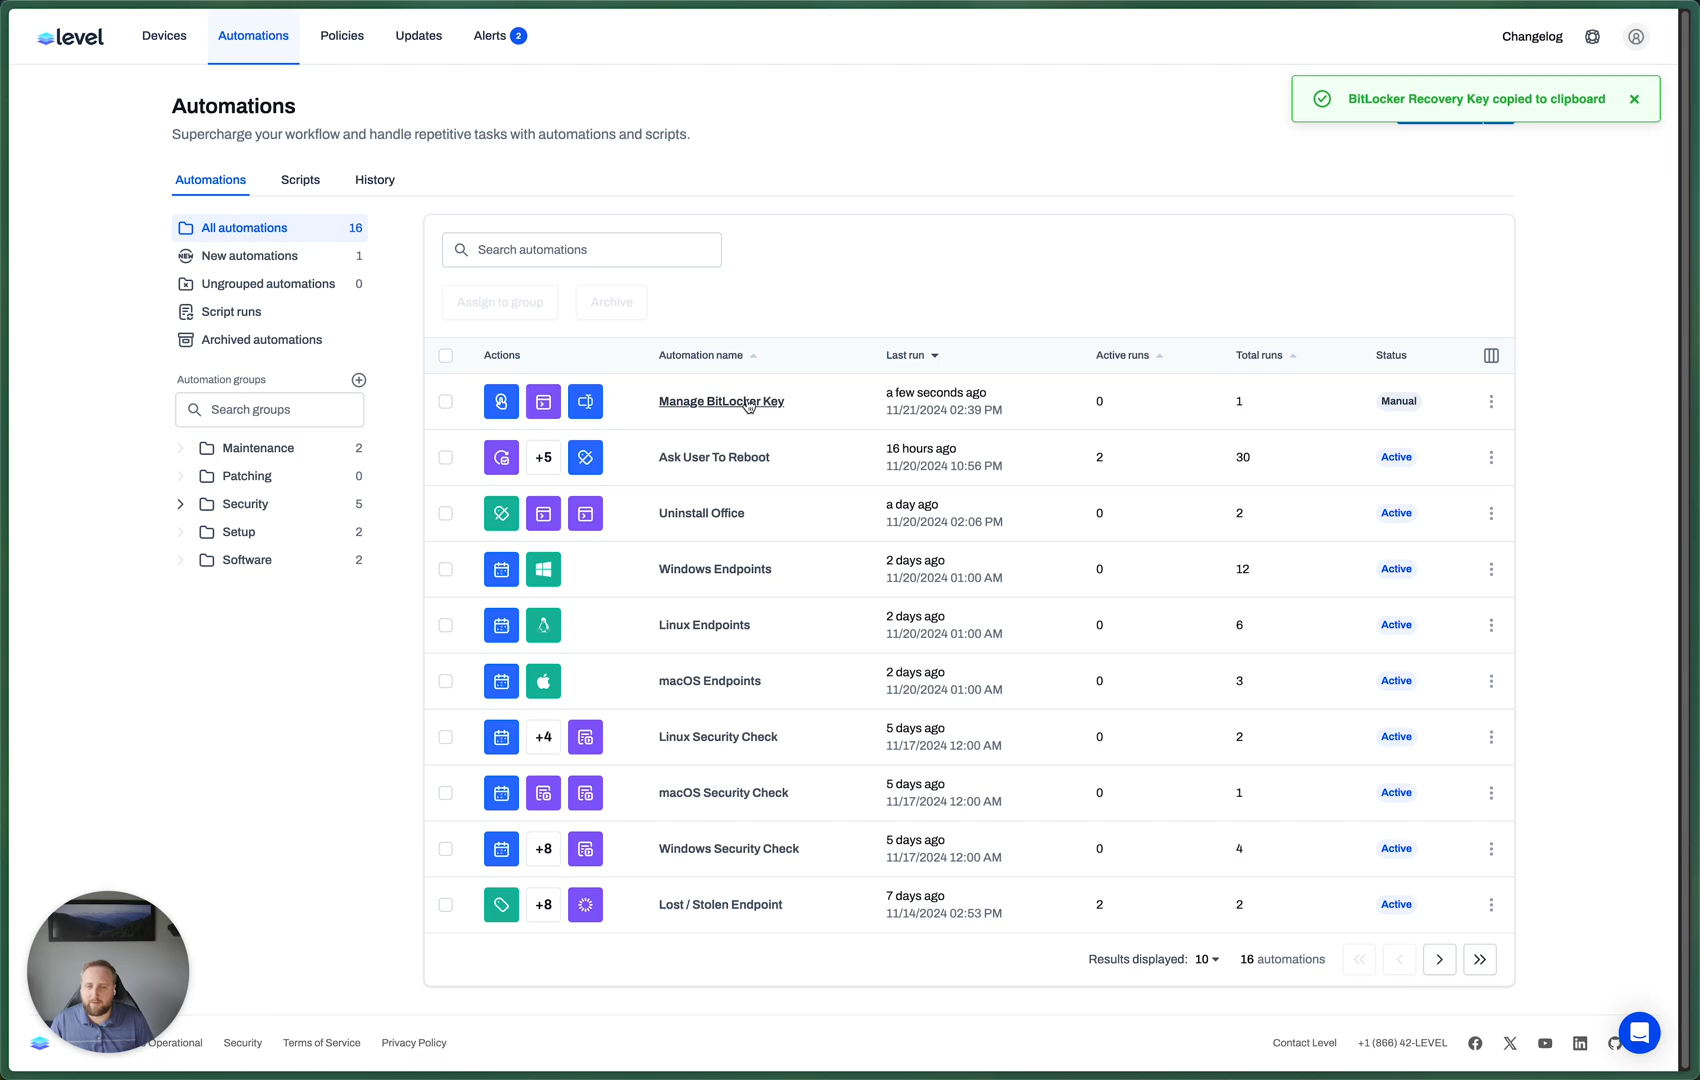 level
Devices
Automations
Policies
Updates
Alerts 2
Changelog
BitLocker Recovery Key copied to clipboard
Automations
Supercharge your workflow and handle repetitive tasks with automations and scripts.
Automations
Scripts
History
All automations 16
New automations 1
Ungrouped automations 0
Script runs
Archived automations
Automation groups
Search groups
Maintenance 2
Patching 0
Security 5
Setup 2
Software 2
Search automations
Assign to group
Archive
Actions
Automation name
Last run
Active runs
Total runs
Status
Manage BitLocker Key
a few seconds ago
11/21/2024 02:39 PM
0
1
Manual
+5
Ask User To Reboot
16 hours ago
11/20/2024 10:56 PM
2
30
Active
Uninstall Office
a day ago
11/20/2024 02:06 PM
0
2
Active
Windows Endpoints
2 days ago
11/20/2024 01:00 AM
0
12
Active
Linux Endpoints
2 days ago
11/20/2024 01:00 AM
0
6
Active
macOS Endpoints
2 days ago
11/20/2024 01:00 AM
0
3
Active
+4
Linux Security Check
5 days ago
11/17/2024 12:00 AM
0
2
Active
macOS Security Check
5 days ago
11/17/2024 12:00 AM
0
1
Active
+8
Windows Security Check
5 days ago
11/17/2024 12:00 AM
0
4
Active
+8
Lost / Stolen Endpoint
7 days ago
11/14/2024 02:53 PM
2
2
Active
Results displayed: 10
16 automations
Operational
Security
Terms of Service
Privacy Policy
Contact Level
+1 (866) 42-LEVEL